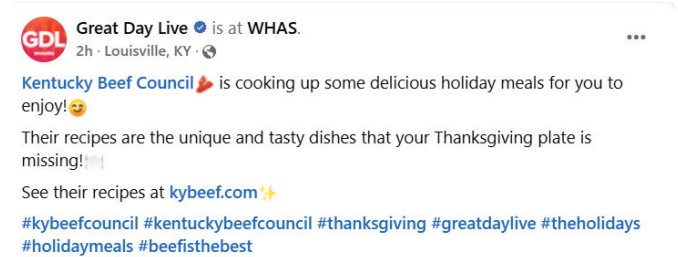 GDL
WHAS11
Great Day Live is at WHAS.
2h · Louisville, KY ·
Kentucky Beef Council🥩 is cooking up some delicious holiday meals for you to
enjoy!😋
Their recipes are the unique and tasty dishes that your Thanksgiving plate is
missing!🍽️
See their recipes at kybeef.com✨
#kybeefcouncil #kentuckybeefcouncil #thanksgiving #greatdaylive #theholidays
#holidaymeals #beefisthebest